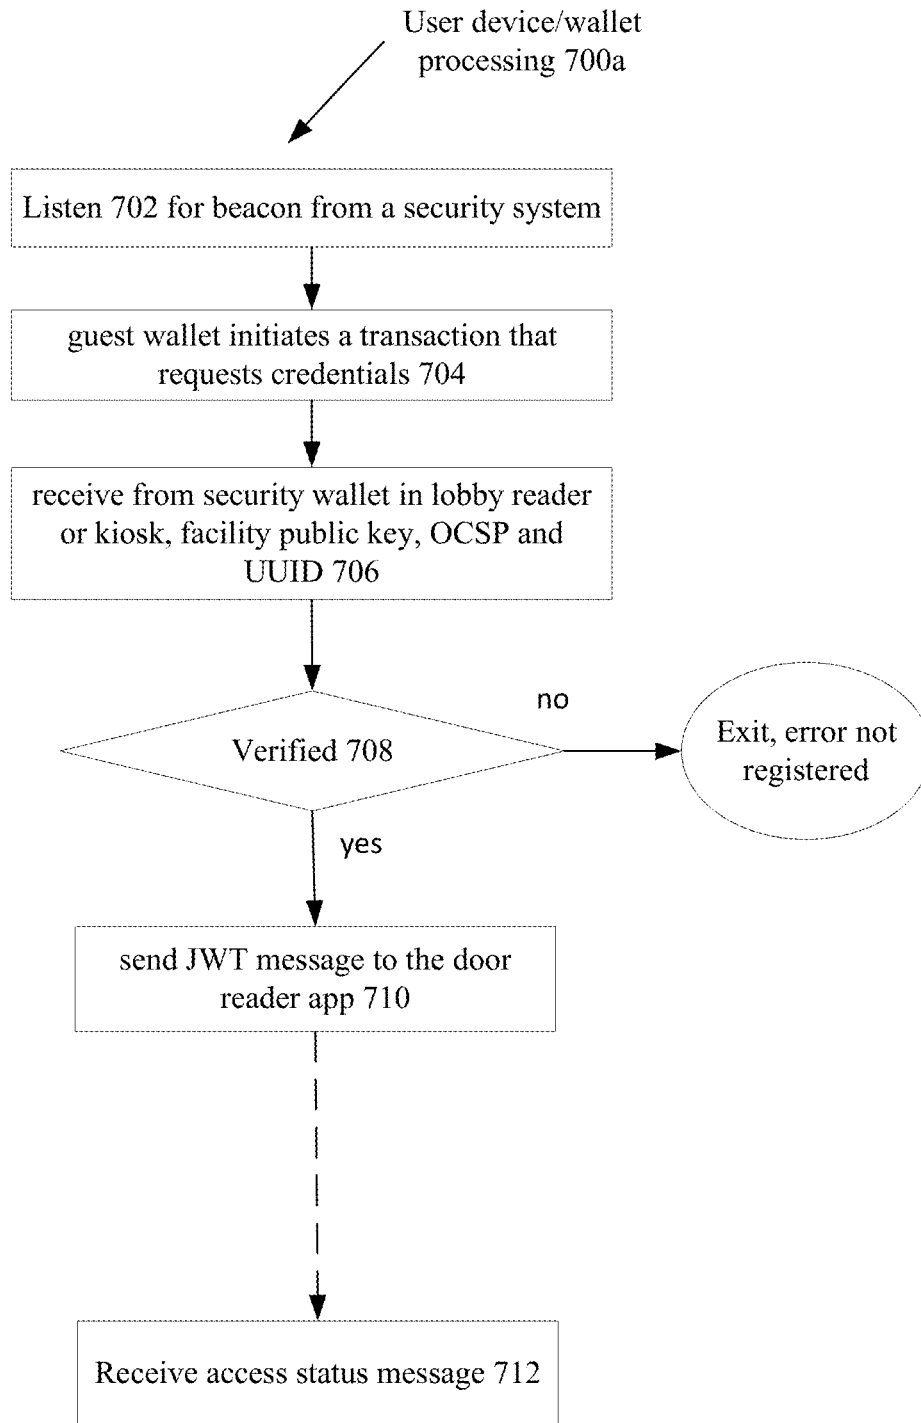 User device/wallet
processing 700a
Listen 702 for beacon from a security system
guest wallet initiates a transaction that
requests credentials 704
receive from security wallet in lobby reader
or kiosk, facility public key, OCSP and
UUID 706
Verified 708
no
Exit, error not
registered
yes
send JWT message to the door
reader app 710
Receive access status message 712